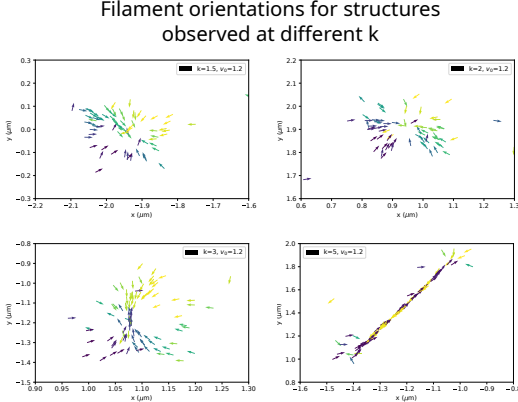 Filament orientations for structures
observed at different k
k=1.5, v₀=1.2
0.3
0.2
0.1
0.0
−0.1
−0.2
−0.3
y (μm)
−2.2 −2.1 −2.0 −1.9 −1.8 −1.7 −1.6
x (μm)
k=2, v₀=1.2
2.2
2.1
2.0
1.9
1.8
1.7
1.6
y (μm)
0.6 0.7 0.8 0.9 1.0 1.1 1.2 1.3
x (μm)
k=3, v₀=1.2
−0.8
−0.9
−1.0
−1.1
−1.2
−1.3
−1.4
−1.5
y (μm)
0.90 0.95 1.00 1.05 1.10 1.15 1.20 1.25 1.30
x (μm)
k=5, v₀=1.2
2.0
1.8
1.6
1.4
1.2
1.0
0.8
y (μm)
−1.6 −1.5 −1.4 −1.3 −1.2 −1.1 −1.0 −0.9 −0.8
x (μm)